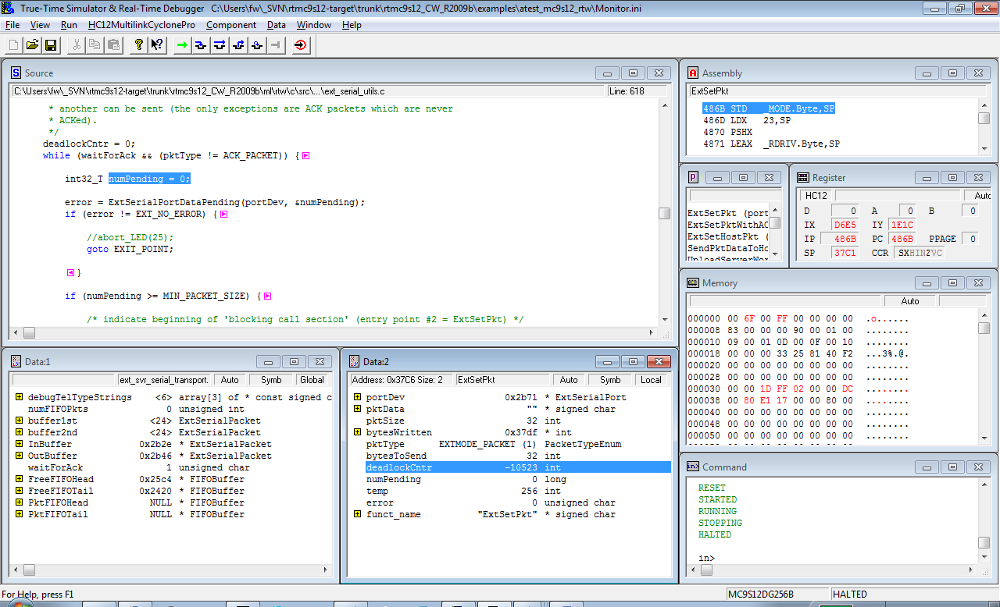 True-Time Simulator & Real-Time Debugger   C:\Users\fw\_SVN\rtmc9s12-target\trunk\rtmc9s12_CW_R2009b\examples\atest_mc9s12_rtw\Monitor.ini
File View Run HC12MultilinkCyclonePro Component Data Window Help
Source
C:\Users\fw\_SVN\rtmc9s12-target\trunk\rtmc9s12_CW_R2009b\ml\rtw\c\src\...\ext_serial_utils.c Line: 618
* another can be sent (the only exceptions are ACK packets which are never
* ACKed).
*/
deadlockCntr = 0;
while (waitForAck && (pktType != ACK_PACKET)) {
int32_T numPending = 0;
error = ExtSerialPortDataPending(portDev, &numPending);
if (error != EXT_NO_ERROR) {
//abort_LED(25);
goto EXIT_POINT;
}
if (numPending >= MIN_PACKET_SIZE) {
/* indicate beginning of 'blocking call section' (entry point #2 = ExtSetPkt) */
Assembly
ExtSetPkt
486B STD _MODE.Byte,SP
486D LDX 23,SP
4870 PSHX
4871 LEAX _RDRIV.Byte,SP
P
ExtSetPkt (port
ExtSetPktWithAC
ExtSetHostPkt (
SendPktDataToHo
UploadServerWor
Register
HC12 Auto
D 0 A 0 B 0
IX D6E5 IY 1E1C
IP 486B PC 486B PPAGE 0
SP 37C1 CCR SXHINZVC
Memory
Auto
000000 00 6F 00 FF 00 00 00 00 .o......
000008 83 00 00 00 90 00 01 00 ........
000010 09 00 01 0D 00 0F 00 10 ........
000018 00 00 00 33 25 81 40 F2 ...3%.@.
000020 00 00 00 00 00 00 00 00 ........
000028 00 00 00 00 00 00 00 00 ........
000030 00 00 1D FF 02 00 00 DC ........
000038 00 80 E1 17 00 00 80 00 ........
000040 00 00 00 00 00 00 00 00 ........
000048 00 00 00 00 00 00 00 00 ........
000050 00 00 00 00 00 00 00 00 ........
Data:1
ext_svr_serial_transport. Auto Symb Global
debugTelTypeStrings <6> array[3] of * const signed c
numFIFOPkts 0 unsigned int
buffer1st <24> ExtSerialPacket
buffer2nd <24> ExtSerialPacket
InBuffer 0x2b2e * ExtSerialPacket
OutBuffer 0x2b46 * ExtSerialPacket
waitForAck 1 unsigned char
FreeFIFOHead 0x25c4 * FIFOBuffer
FreeFIFOTail 0x2420 * FIFOBuffer
PktFIFOHead NULL * FIFOBuffer
PktFIFOTail NULL * FIFOBuffer
Data:2
Address: 0x37C6 Size: 2 ExtSetPkt Auto Symb Local
portDev 0x2b71 * ExtSerialPort
pktData "" * signed char
pktSize 32 int
bytesWritten 0x37df * int
pktType EXTMODE_PACKET (1) PacketTypeEnum
bytesToSend 32 int
deadlockCntr -10523 int
numPending 0 long
temp 256 int
error 0 unsigned char
funct_name "ExtSetPkt" * signed char
Command
RESET
STARTED
RUNNING
STOPPING
HALTED
in>
For Help, press F1 MC9S12DG256B HALTED